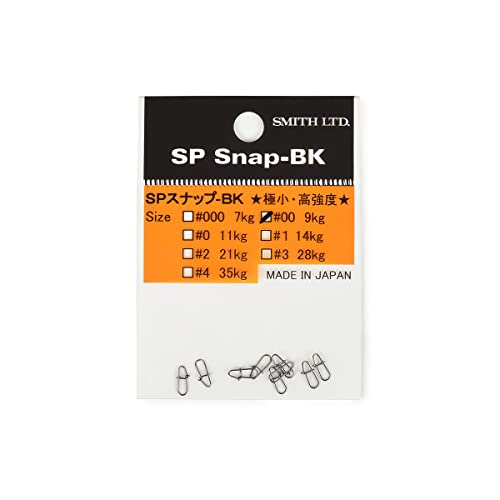 SMITH LTD.
SP Snap-BK
SPスナップ-BK ★極小・高強度★
Size □#000 7kg ☑#00 9kg
□#0 11kg □#1 14kg
□#2 21kg □#3 28kg
□#4 35kg MADE IN JAPAN